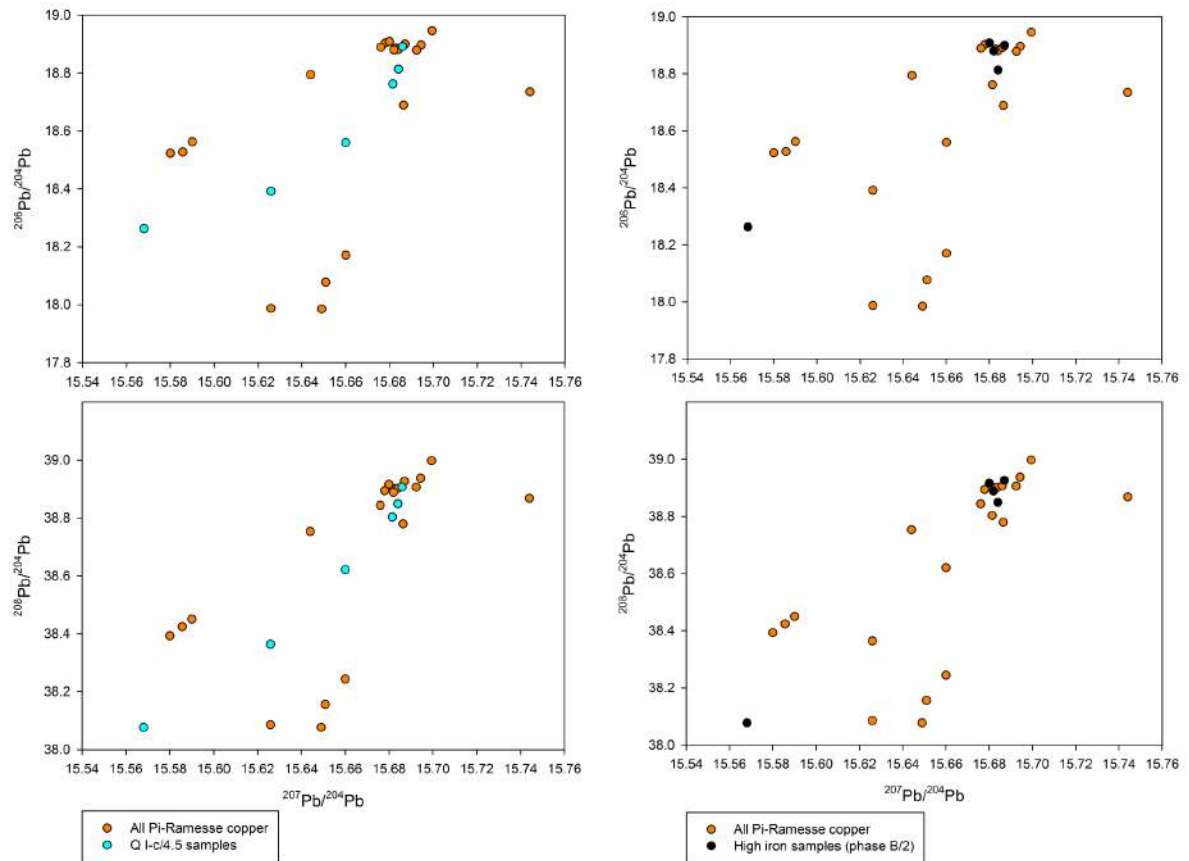 19.0
18.8
18.6
18.4
18.2
18.0
17.8
²⁰⁶Pb/²⁰⁴Pb
15.54 15.56 15.58 15.60 15.62 15.64 15.66 15.68 15.70 15.72 15.74 15.76
19.0
18.8
18.6
18.4
18.2
18.0
17.8
²⁰⁶Pb/²⁰⁴Pb
15.54 15.56 15.58 15.60 15.62 15.64 15.66 15.68 15.70 15.72 15.74 15.76
39.0
38.8
38.6
38.4
38.2
38.0
²⁰⁸Pb/²⁰⁴Pb
15.54 15.56 15.58 15.60 15.62 15.64 15.66 15.68 15.70 15.72 15.74 15.76
²⁰⁷Pb/²⁰⁴Pb
All Pi-Ramesse copper
Q I-c/4.5 samples
39.0
38.8
38.6
38.4
38.2
38.0
²⁰⁸Pb/²⁰⁴Pb
15.54 15.56 15.58 15.60 15.62 15.64 15.66 15.68 15.70 15.72 15.74 15.76
²⁰⁷Pb/²⁰⁴Pb
All Pi-Ramesse copper
High iron samples (phase B/2)